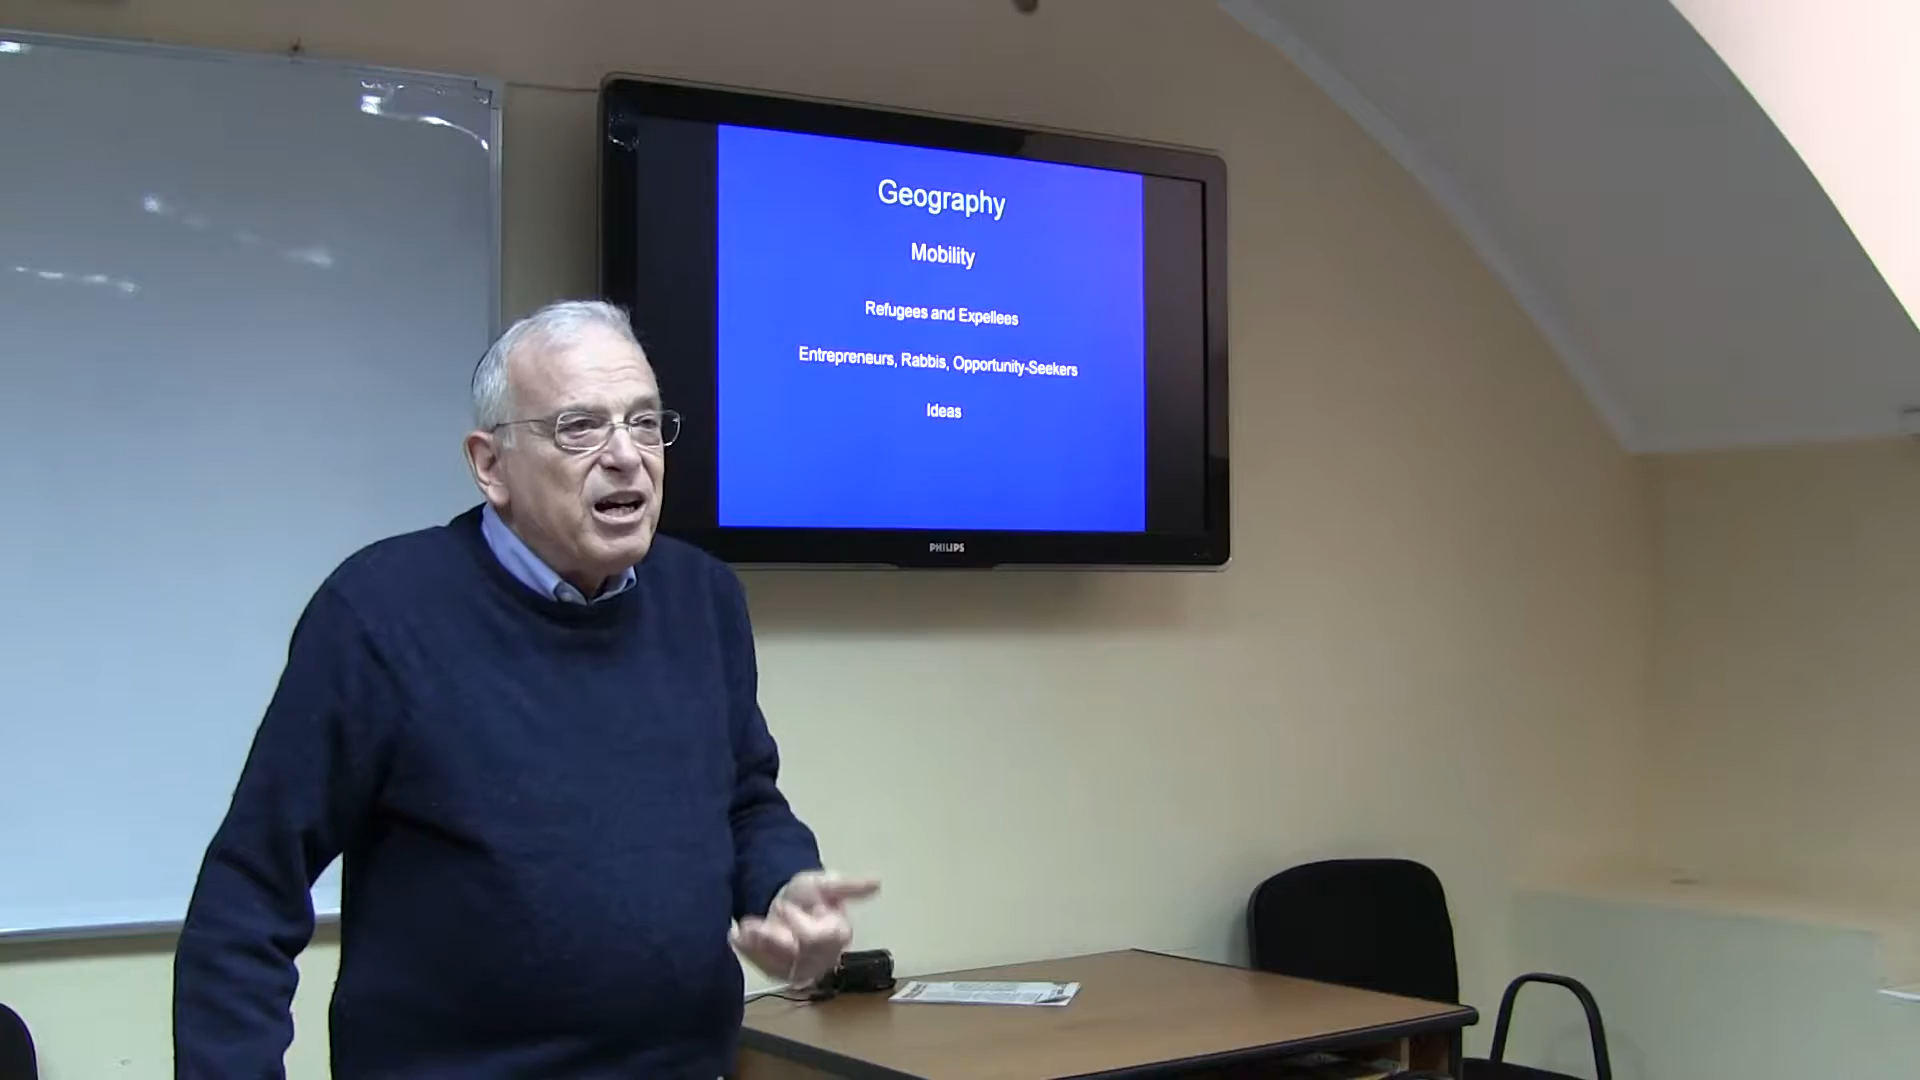 Geography
Mobility
Refugees and Expellees
Entrepreneurs, Rabbis, Opportunity-Seekers
Ideas
PHILIPS